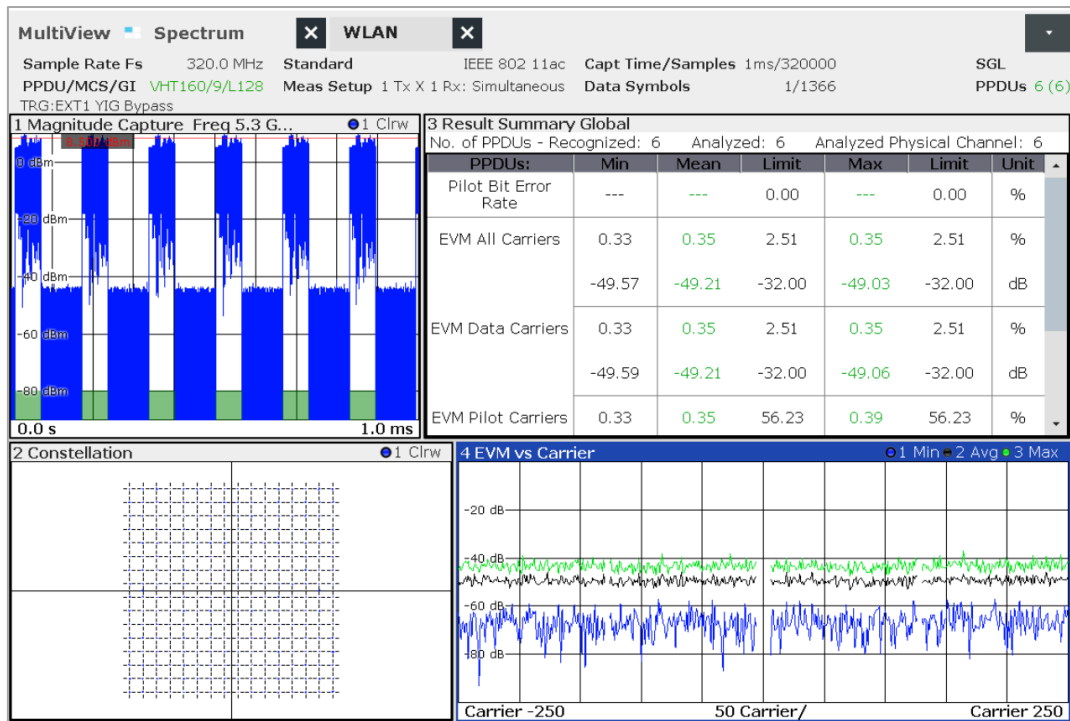 MultiView Spectrum X WLAN X
Sample Rate Fs 320.0 MHz Standard IEEE 802 11ac Capt Time/Samples 1ms/320000 SGL
PPDU/MCS/GI VHT160/9/L128 Meas Setup 1 Tx X 1 Rx: Simultaneous Data Symbols 1/1366 PPDUs 6 (6)
TRG:EXT1 YIG Bypass
1 Magnitude Capture Freq 5.3 G... 1 Clrw
0 dBm
-20 dBm
-40 dBm
-60 dBm
-80 dBm
0.0 s 1.0 ms
3 Result Summary Global
No. of PPDUs - Recognized: 6 Analyzed: 6 Analyzed Physical Channel: 6
PPDUs: Min Mean Limit Max Limit Unit
Pilot Bit Error
Rate --- --- 0.00 --- 0.00 %
EVM All Carriers 0.33 0.35 2.51 0.35 2.51 %
-49.57 -49.21 -32.00 -49.03 -32.00 dB
EVM Data Carriers 0.33 0.35 2.51 0.35 2.51 %
-49.59 -49.21 -32.00 -49.06 -32.00 dB
EVM Pilot Carriers 0.33 0.35 56.23 0.39 56.23 %
2 Constellation 1 Clrw
4 EVM vs Carrier 1 Min 2 Avg 3 Max
-20 dB
-40 dB
-60 dB
-80 dB
Carrier -250 50 Carrier/ Carrier 250